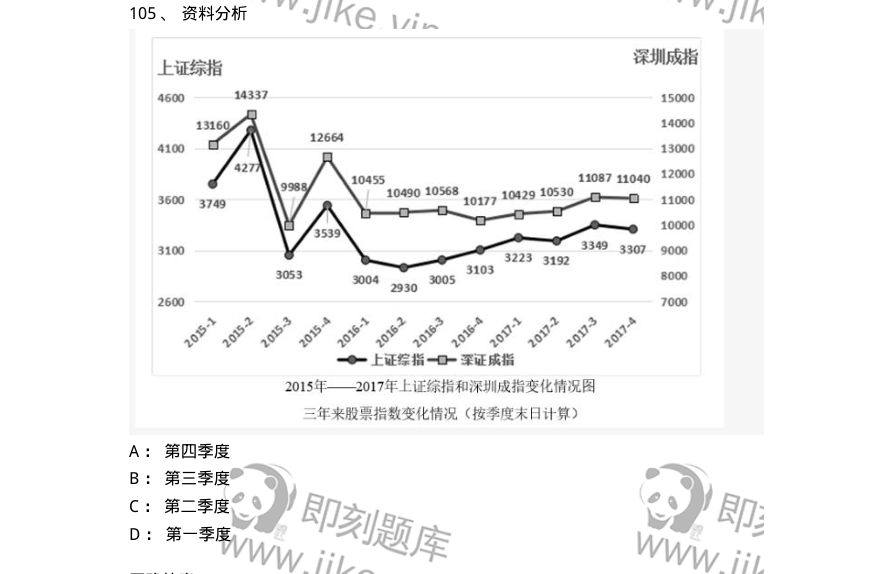 105、 资料分析
上证综指
深圳成指
4600
4100
3600
3100
2600
15000
14000
13000
12000
11000
10000
9000
8000
7000
13160 14337 9988 12664 10455 10490 10568 10177 10429 10530 11087 11040
3749 4277 3053 3539 3004 2930 3005 3103 3223 3192 3349 3307
2015-1 2015-2 2015-3 2015-4 2016-1 2016-2 2016-3 2016-4 2017-1 2017-2 2017-3 2017-4
上证综指 深证成指
2015年——2017年上证综指和深圳成指变化情况图
三年来股票指数变化情况（按季度末日计算）
A： 第四季度
B： 第三季度
C： 第二季度
D： 第一季度
即刻题库
www.jike